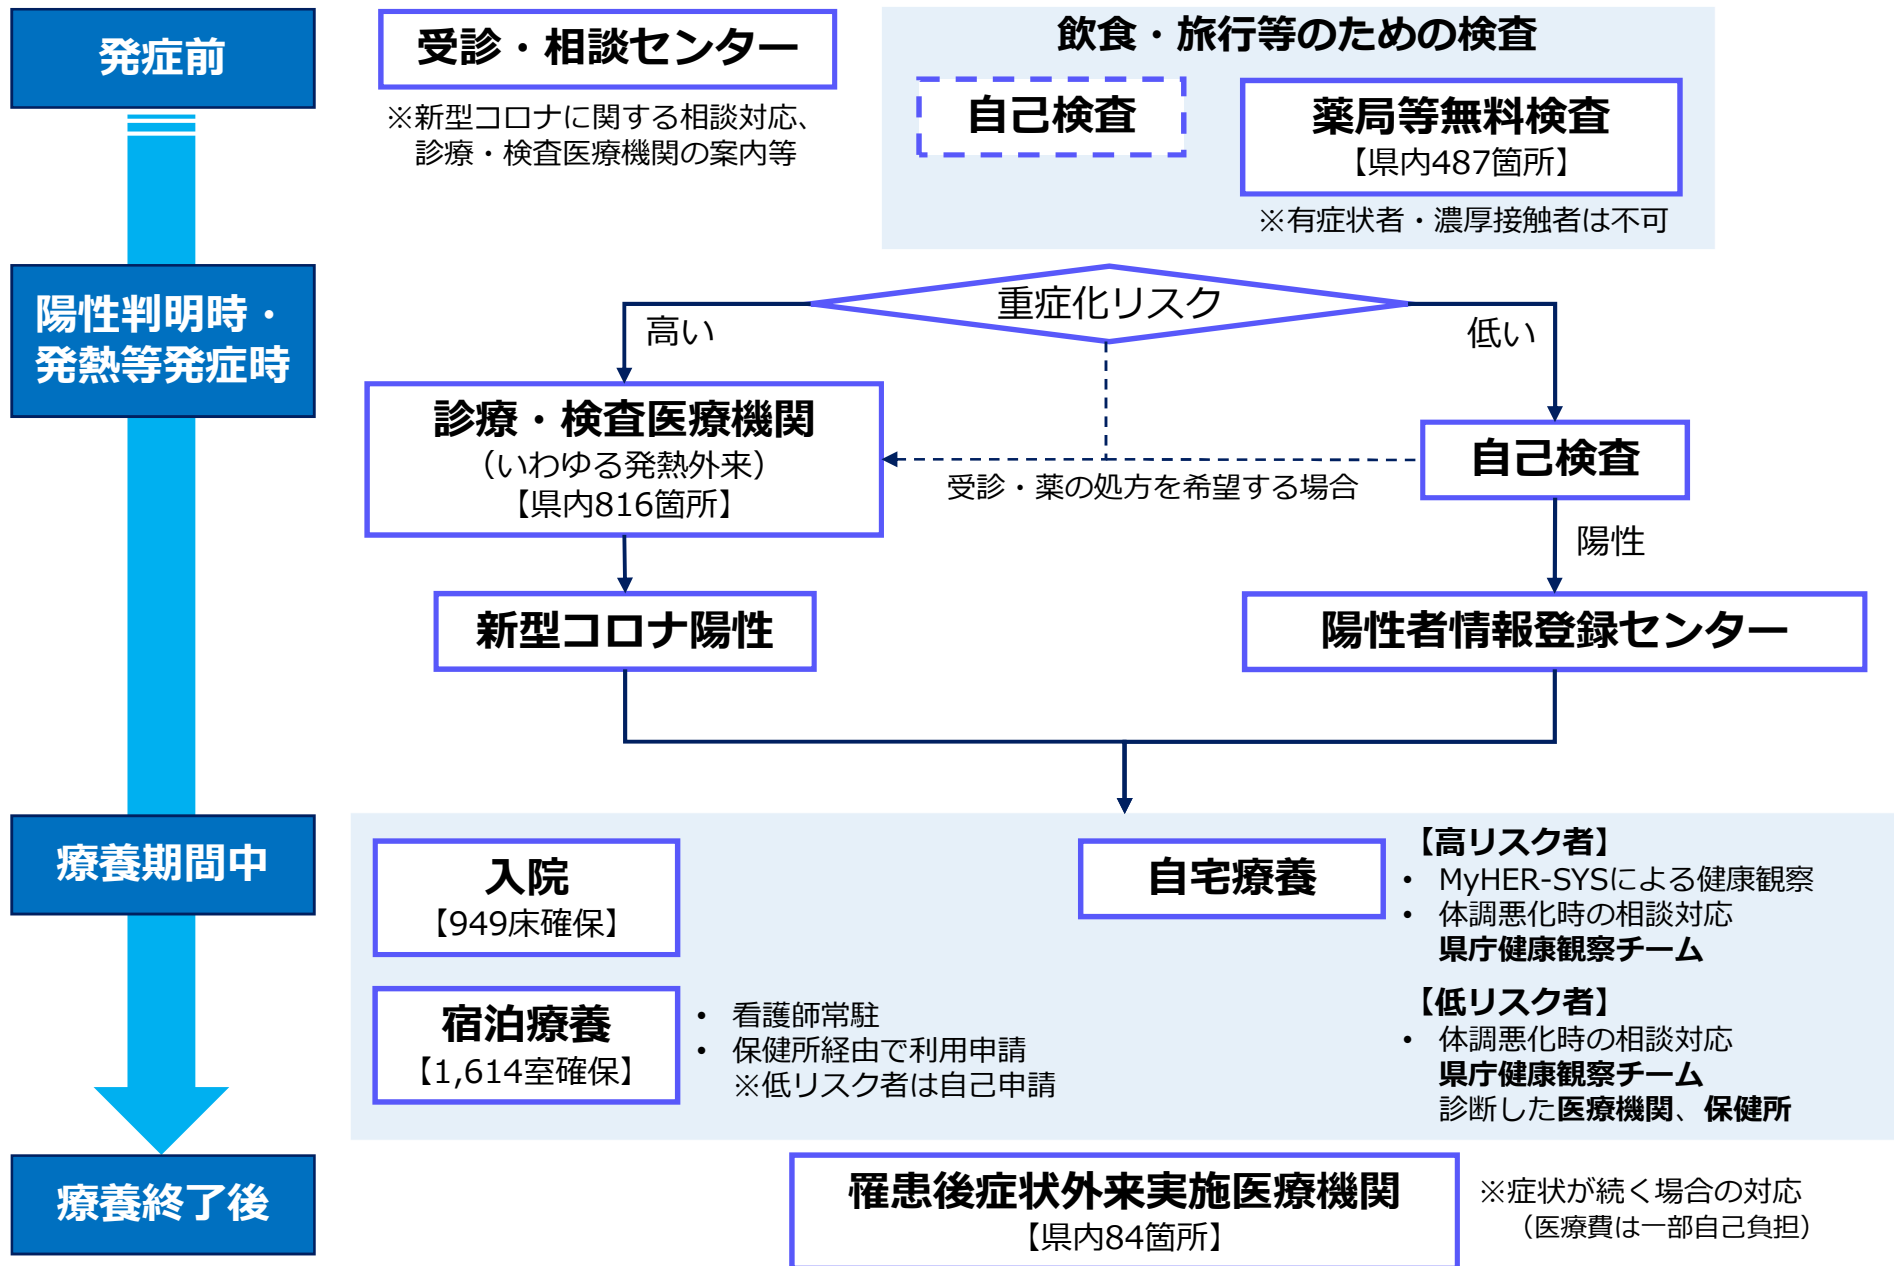 発症前
受診・相談センター
※新型コロナに関する相談対応、
診療・検査医療機関の案内等
飲食・旅行等のための検査
自己検査
薬局等無料検査
【県内487箇所】
※有症状者・濃厚接触者は不可
陽性判明時・
発熱等発症時
重症化リスク
高い
低い
診療・検査医療機関
（いわゆる発熱外来）
【県内816箇所】
受診・薬の処方を希望する場合
自己検査
陽性
新型コロナ陽性
陽性者情報登録センター
療養期間中
入院
【949床確保】
宿泊療養
【1,614室確保】
• 看護師常駐
• 保健所経由で利用申請
※低リスク者は自己申請
自宅療養
【高リスク者】
• MyHER-SYSによる健康観察
• 体調悪化時の相談対応
県庁健康観察チーム
【低リスク者】
• 体調悪化時の相談対応
県庁健康観察チーム
診断した医療機関、保健所
療養終了後
罹患後症状外来実施医療機関
【県内84箇所】
※症状が続く場合の対応
（医療費は一部自己負担）